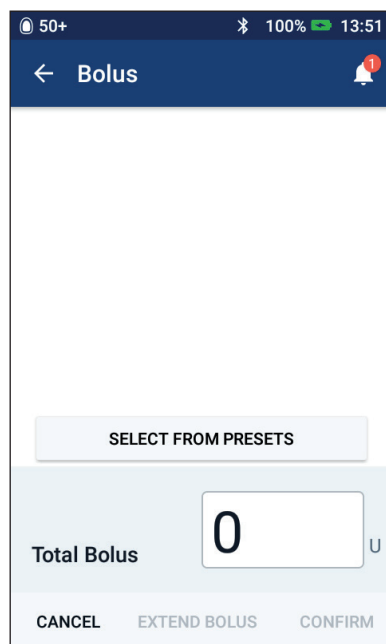 50+ 100% 13:51
← Bolus 1
SELECT FROM PRESETS
Total Bolus 0 U
CANCEL EXTEND BOLUS CONFIRM